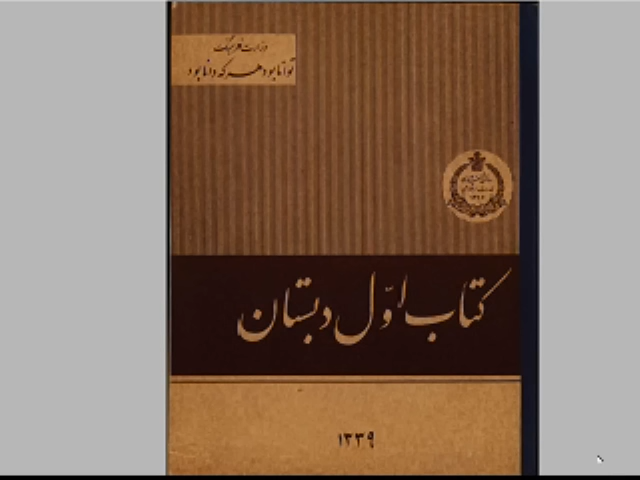 وزارت فرهنگ
توانا بود هر که دانا بود
کتاب اوّل دبستان
۱۳۳۹